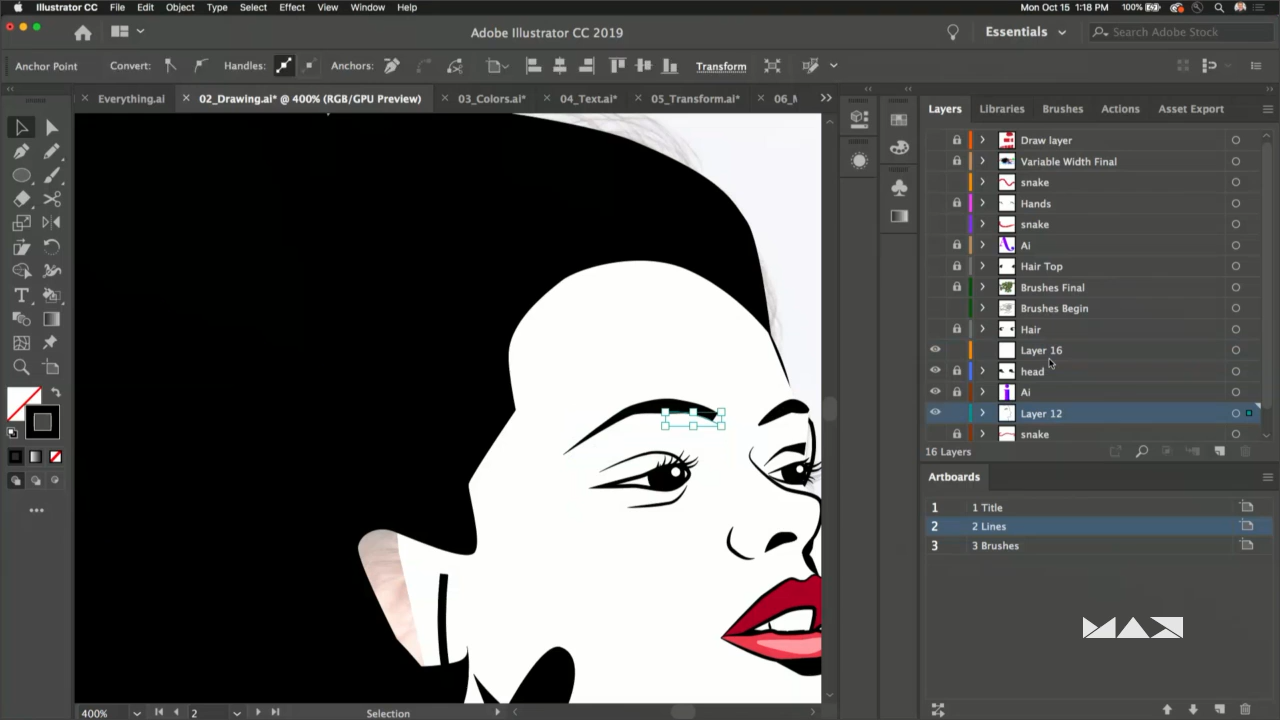 Illustrator CC File Edit Object Type Select Effect View Window Help Mon Oct 15 1:18 PM 100%
Adobe Illustrator CC 2019 Essentials Search Adobe Stock
Anchor Point Convert: Handles: Anchors: Transform
Everything.ai × 02_Drawing.ai* @ 400% (RGB/GPU Preview) × 03_Colors.ai* × 04_Text.ai* × 05_Transform.ai* ×
Layers Libraries Brushes Actions Asset Export
Draw layer
Variable Width Final
snake
Hands
snake
Ai
Hair Top
Brushes Final
Brushes Begin
Hair
Layer 16
head
Ai
Layer 12
snake
16 Layers
Artboards
1 1 Title
2 2 Lines
3 3 Brushes
MAX
400% 2 Selection